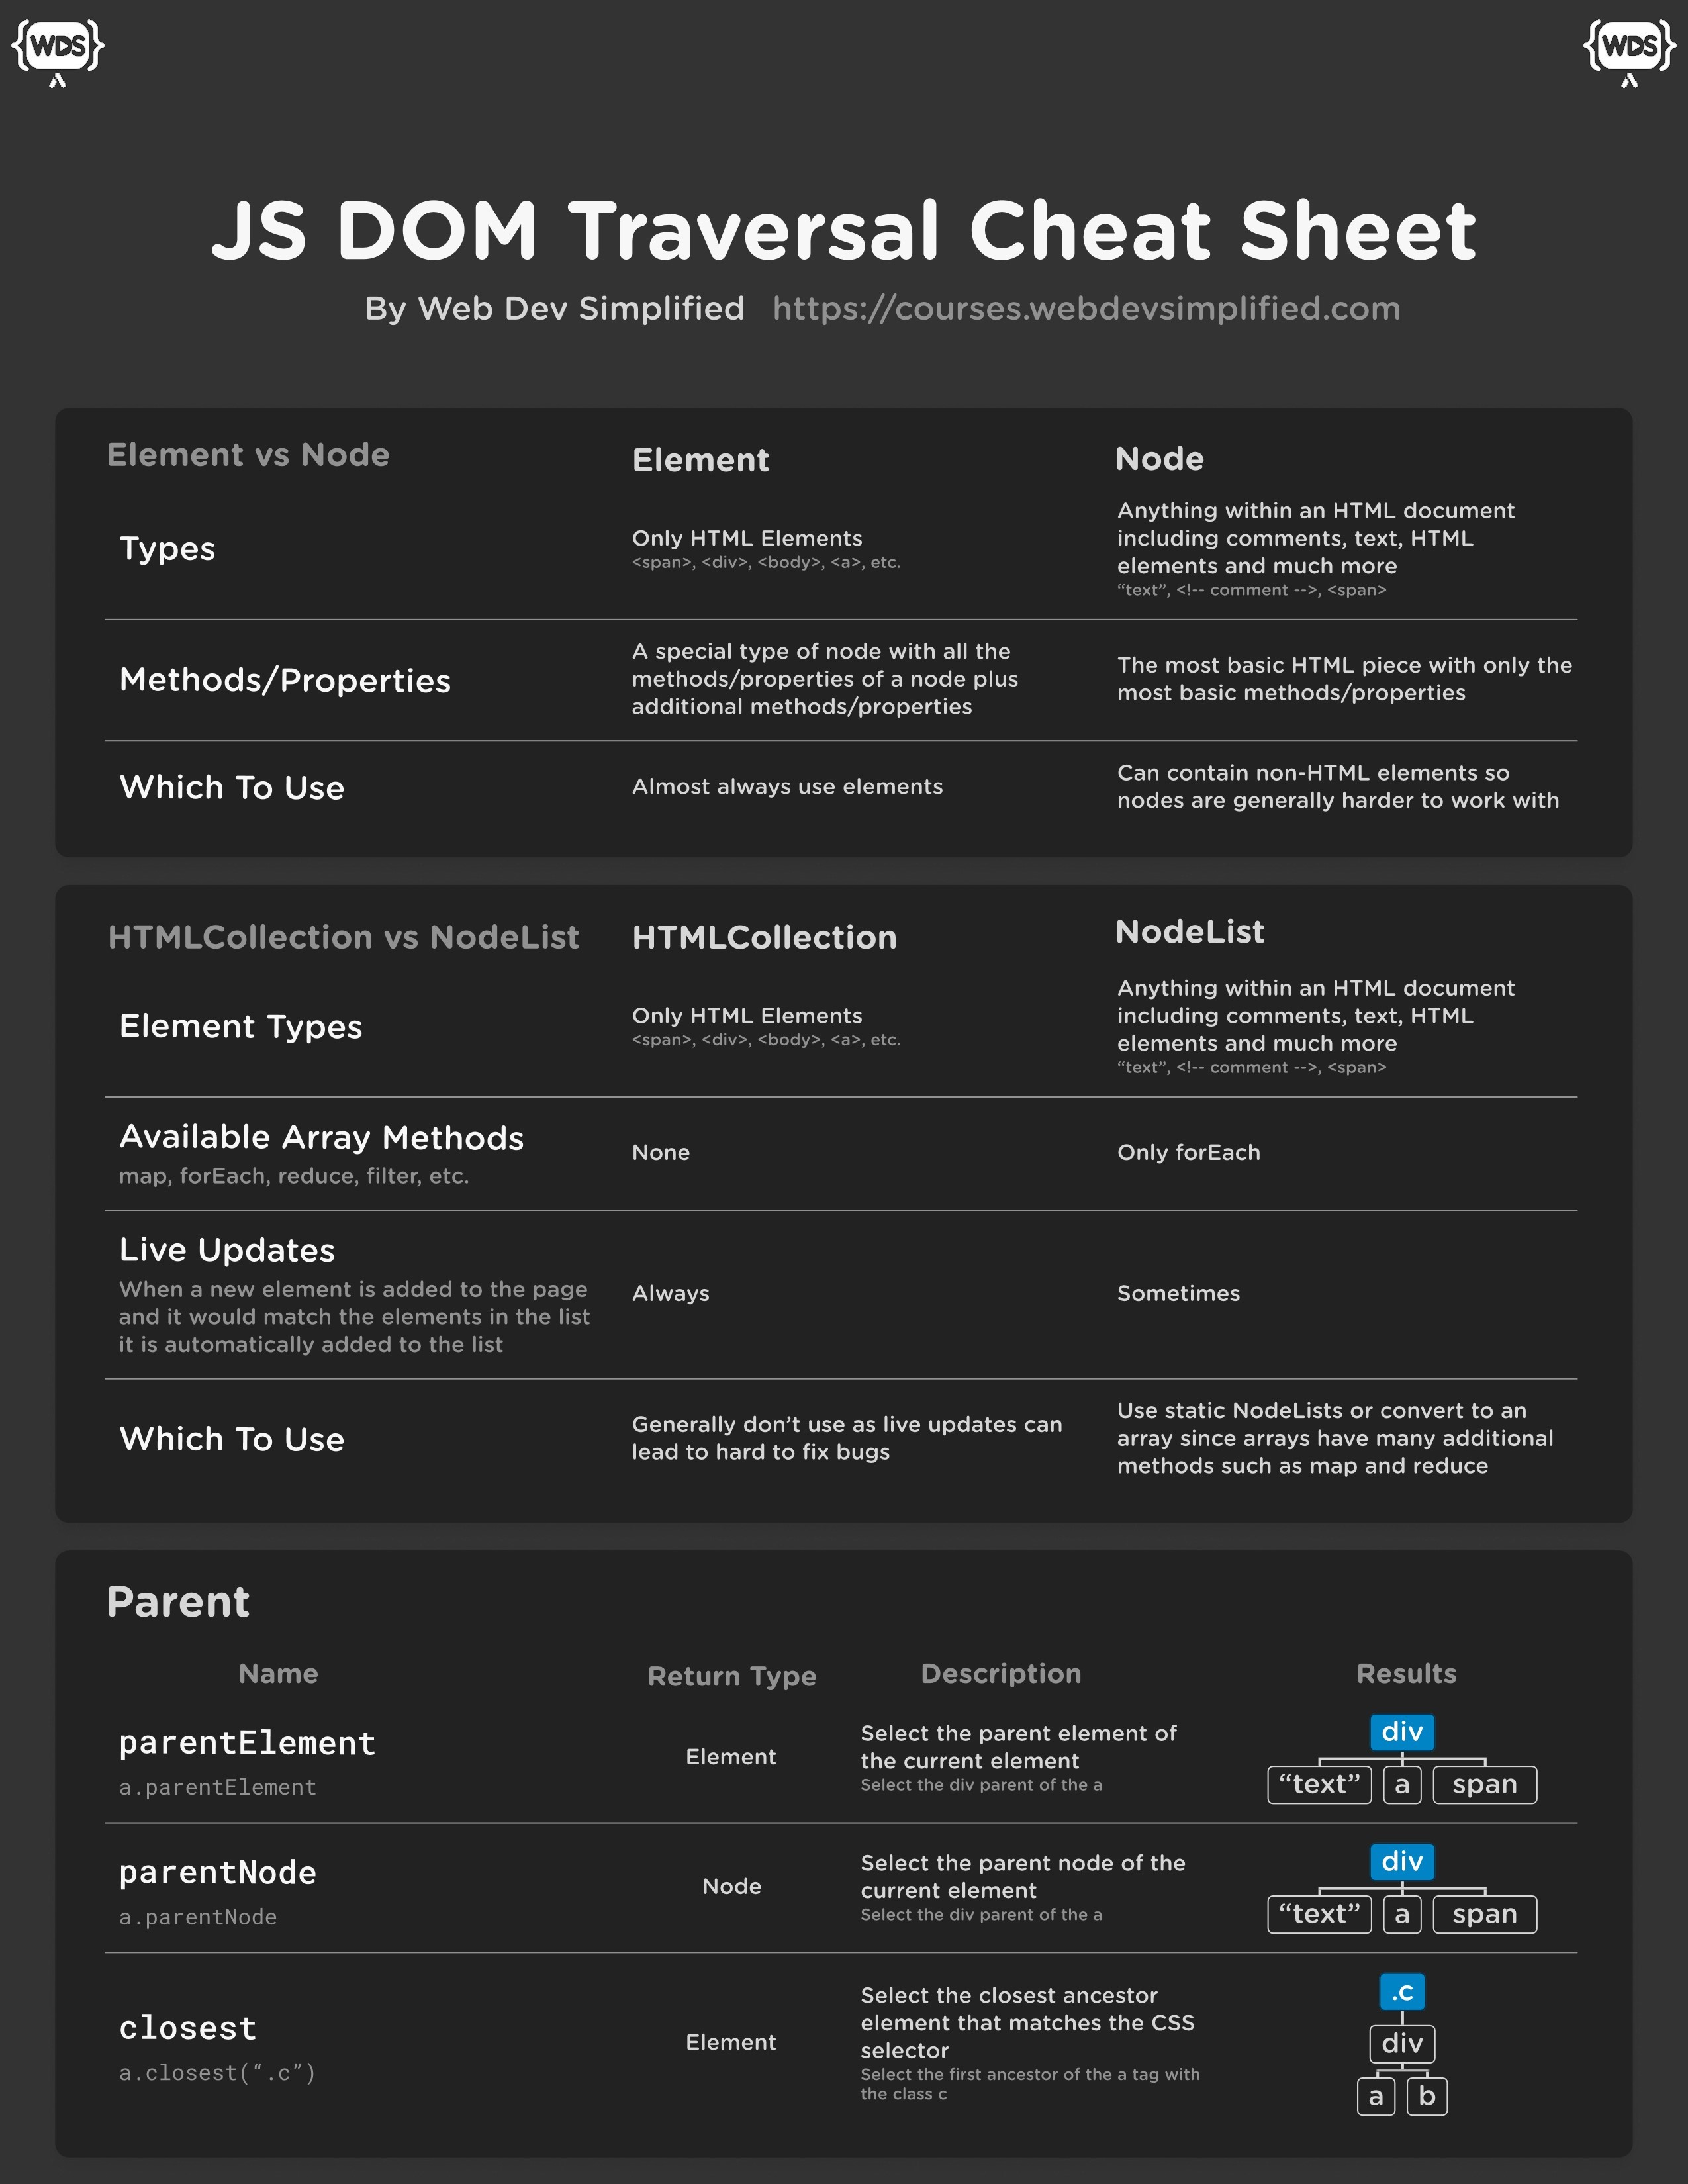 {WDS}
{WDS}
JS DOM Traversal Cheat Sheet
By Web Dev Simplified https://courses.webdevsimplified.com
Element vs Node
Element
Node
Types
Only HTML Elements
<span>, <div>, <body>, <a>, etc.
Anything within an HTML document
including comments, text, HTML
elements and much more
“text”, <!-- comment -->, <span>
Methods/Properties
A special type of node with all the
methods/properties of a node plus
additional methods/properties
The most basic HTML piece with only the
most basic methods/properties
Which To Use
Almost always use elements
Can contain non-HTML elements so
nodes are generally harder to work with
HTMLCollection vs NodeList
HTMLCollection
NodeList
Element Types
Only HTML Elements
<span>, <div>, <body>, <a>, etc.
Anything within an HTML document
including comments, text, HTML
elements and much more
“text”, <!-- comment -->, <span>
Available Array Methods
map, forEach, reduce, filter, etc.
None
Only forEach
Live Updates
When a new element is added to the page
and it would match the elements in the list
it is automatically added to the list
Always
Sometimes
Which To Use
Generally don’t use as live updates can
lead to hard to fix bugs
Use static NodeLists or convert to an
array since arrays have many additional
methods such as map and reduce
Parent
Name
Return Type
Description
Results
parentElement
a.parentElement
Element
Select the parent element of
the current element
Select the div parent of the a
div
“text” a span
parentNode
a.parentNode
Node
Select the parent node of the
current element
Select the div parent of the a
div
“text” a span
closest
a.closest(“.c”)
Element
Select the closest ancestor
element that matches the CSS
selector
Select the first ancestor of the a tag with
the class c
.c
div
a b